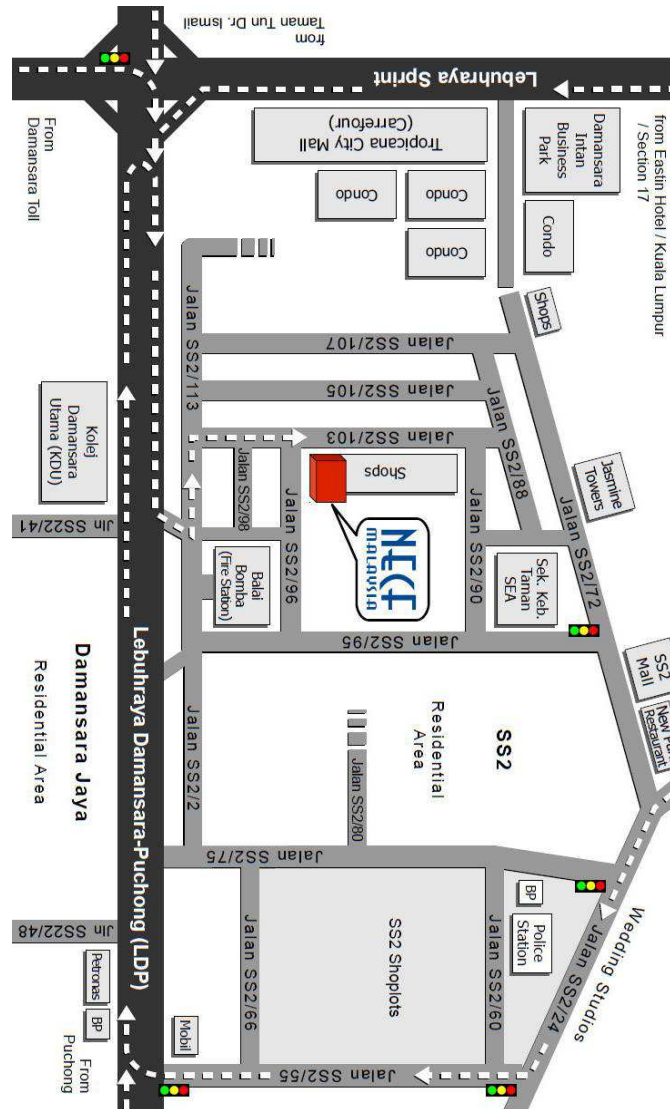 from
Taman Tun Dr. Ismail
Lebuhraya Sprint
from Eastin Hotel / Kuala Lumpur
/ Section 17
From
Damansara Toll
Tropicana City Mall
(Carrefour)
Damansara
Intan
Business
Park
Condo
Condo
Condo
Condo
Shops
Jalan SS2/113
Jalan SS2/107
Jalan SS2/105
Jalan SS2/103
Jalan SS2/88
Jalan SS2/72
Jasmine
Towers
Kolej
Damansara
Utama (KDU)
Jalan SS2/98
Jalan SS2/96
Shops
NECF
MALAYSIA
Jalan SS2/90
Sek. Keb.
Taman
SEA
Jln SS22/41
Balai
Bomba
(Fire Station)
Jalan SS2/95
SS2
Mall
New
Restaurant
Lebuhraya Damansara-Puchong (LDP)
Damansara Jaya
Residential Area
Jalan SS2/2
Jalan SS2/80
SS2
Residential
Area
Jalan SS2/75
BP
Police
Station
Wedding Studios
Jalan SS2/24
Jln SS22/48
Petronas
BP
From
Puchong
Mobil
Jalan SS2/66
SS2 Shoplots
Jalan SS2/60
Jalan SS2/55